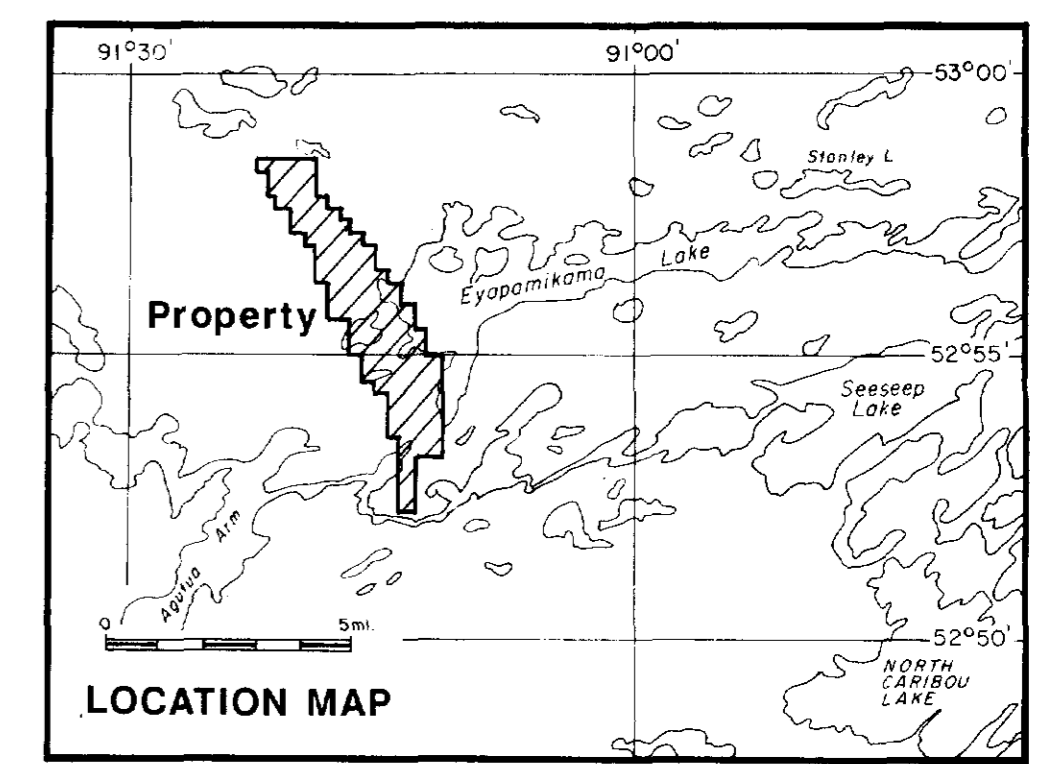 91°30'
91°00'
53°00'
Stanley L
Eyapamikama Lake
Property
52°55'
Seeseep
Lake
Agutua Arm
0 5mi.
52°50'
NORTH
CARIBOU
LAKE
LOCATION MAP